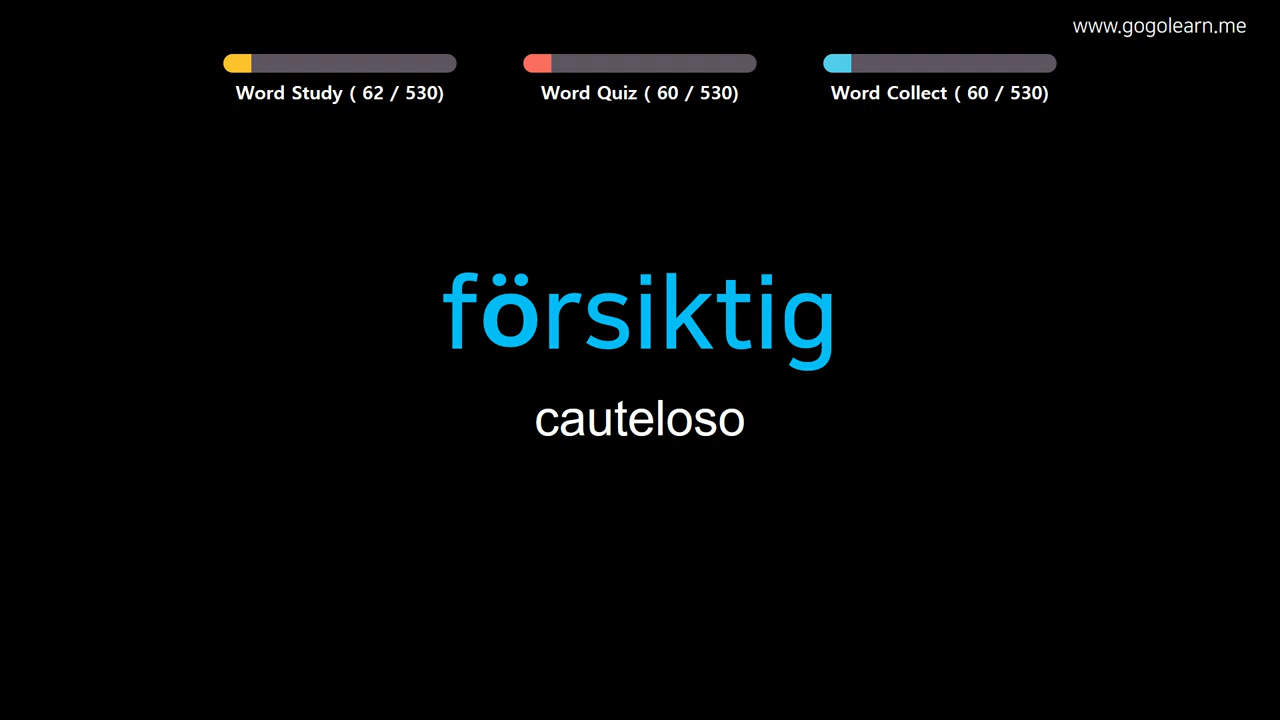 www.gogolearn.me
Word Study ( 62 / 530)
Word Quiz ( 60 / 530)
Word Collect ( 60 / 530)
försiktig
cauteloso